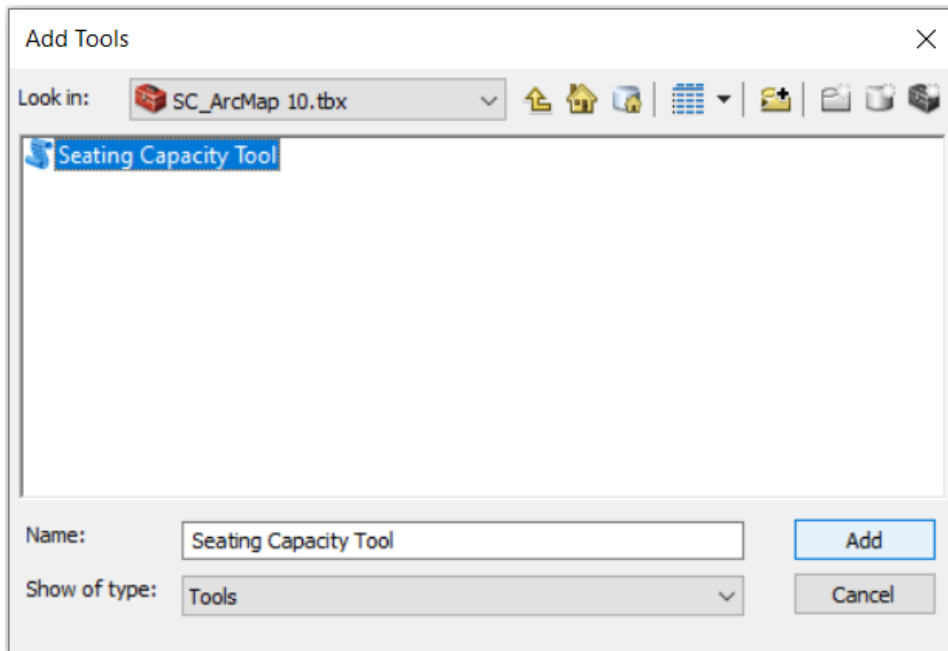 Add Tools
Look in: SC_ArcMap 10.tbx
Seating Capacity Tool
Name: Seating Capacity Tool Add
Show of type: Tools Cancel